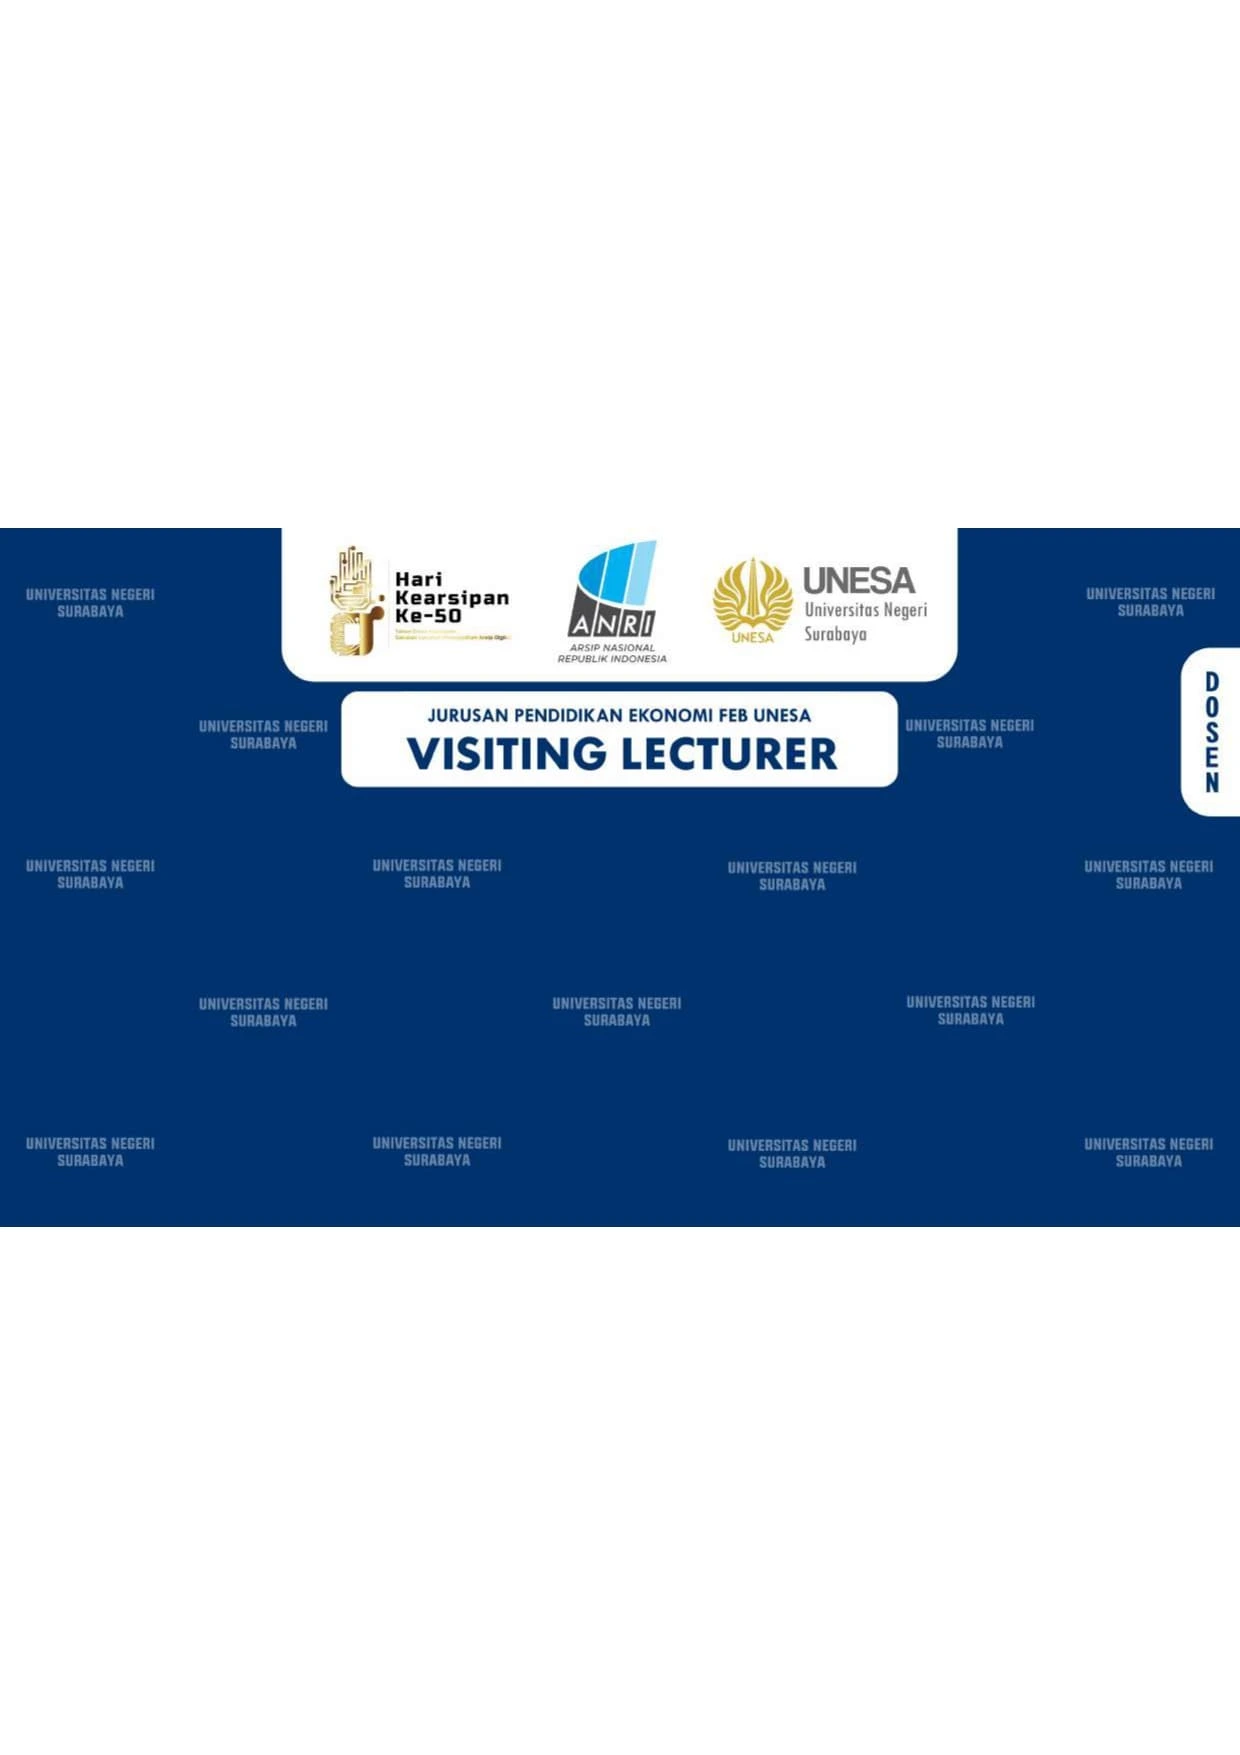 Hari
Kearsipan
Ke-50
ANRI
ARSIP NASIONAL
REPUBLIK INDONESIA
UNESA
UNESA
Universitas Negeri
Surabaya
UNIVERSITAS NEGERI
SURABAYA
UNIVERSITAS NEGERI
SURABAYA
DOSEN
JURUSAN PENDIDIKAN EKONOMI FEB UNESA
VISITING LECTURER
UNIVERSITAS NEGERI
SURABAYA
UNIVERSITAS NEGERI
SURABAYA
UNIVERSITAS NEGERI
SURABAYA
UNIVERSITAS NEGERI
SURABAYA
UNIVERSITAS NEGERI
SURABAYA
UNIVERSITAS NEGERI
SURABAYA
UNIVERSITAS NEGERI
SURABAYA
UNIVERSITAS NEGERI
SURABAYA
UNIVERSITAS NEGERI
SURABAYA
UNIVERSITAS NEGERI
SURABAYA
UNIVERSITAS NEGERI
SURABAYA
UNIVERSITAS NEGERI
SURABAYA
UNIVERSITAS NEGERI
SURABAYA